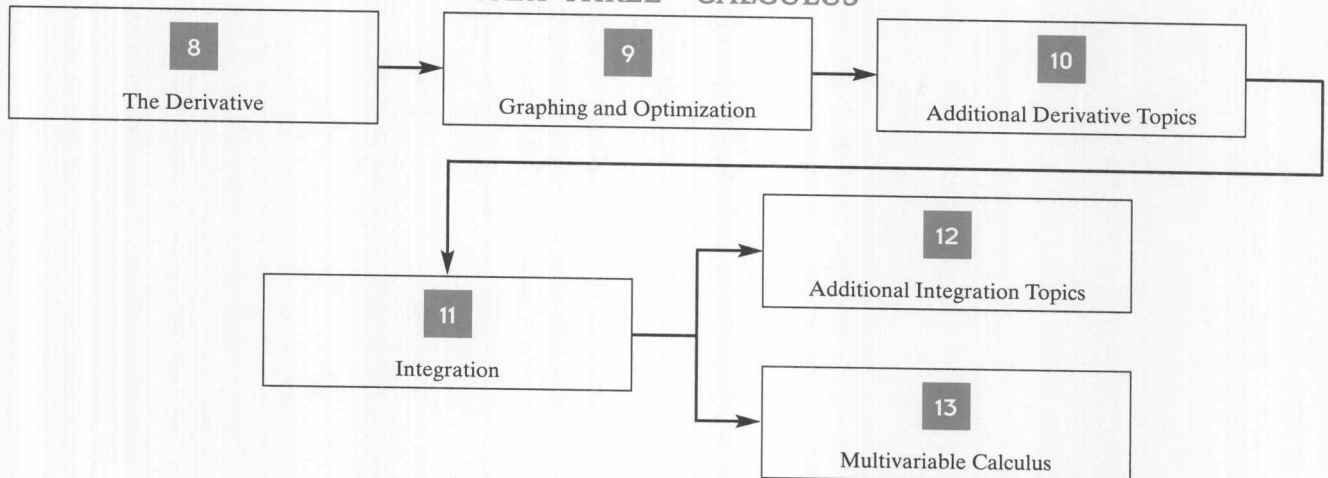 CALCULUS
8
The Derivative
9
Graphing and Optimization
10
Additional Derivative Topics
11
Integration
12
Additional Integration Topics
13
Multivariable Calculus